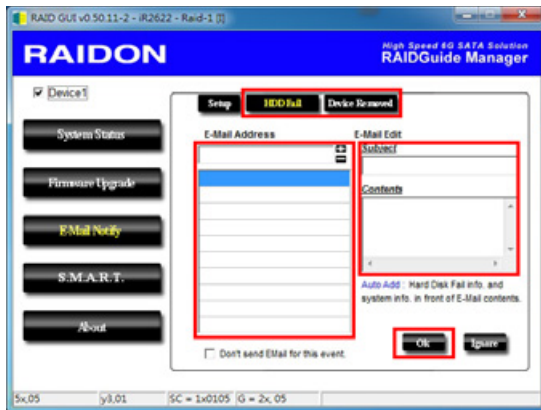 RAID GUI v0.50.11-2 - iR2622 - Raid-1 [I]
RAIDON
High Speed 6G SATA Solution
RAIDGuide Manager
Device1
Setup
HDD Fail
Device Removed
System Status
Firmware Upgrade
E-Mail Notify
S.M.A.R.T.
About
E-Mail Address
E-Mail Edit
Subject
Contents
Auto Add : Hard Disk Fail info. and
system info. in front of E-Mail contents.
Don't send EMail for this event.
Ok
Ignore
5x,05
y3,01
SC = 1x0105
G = 2x, 05